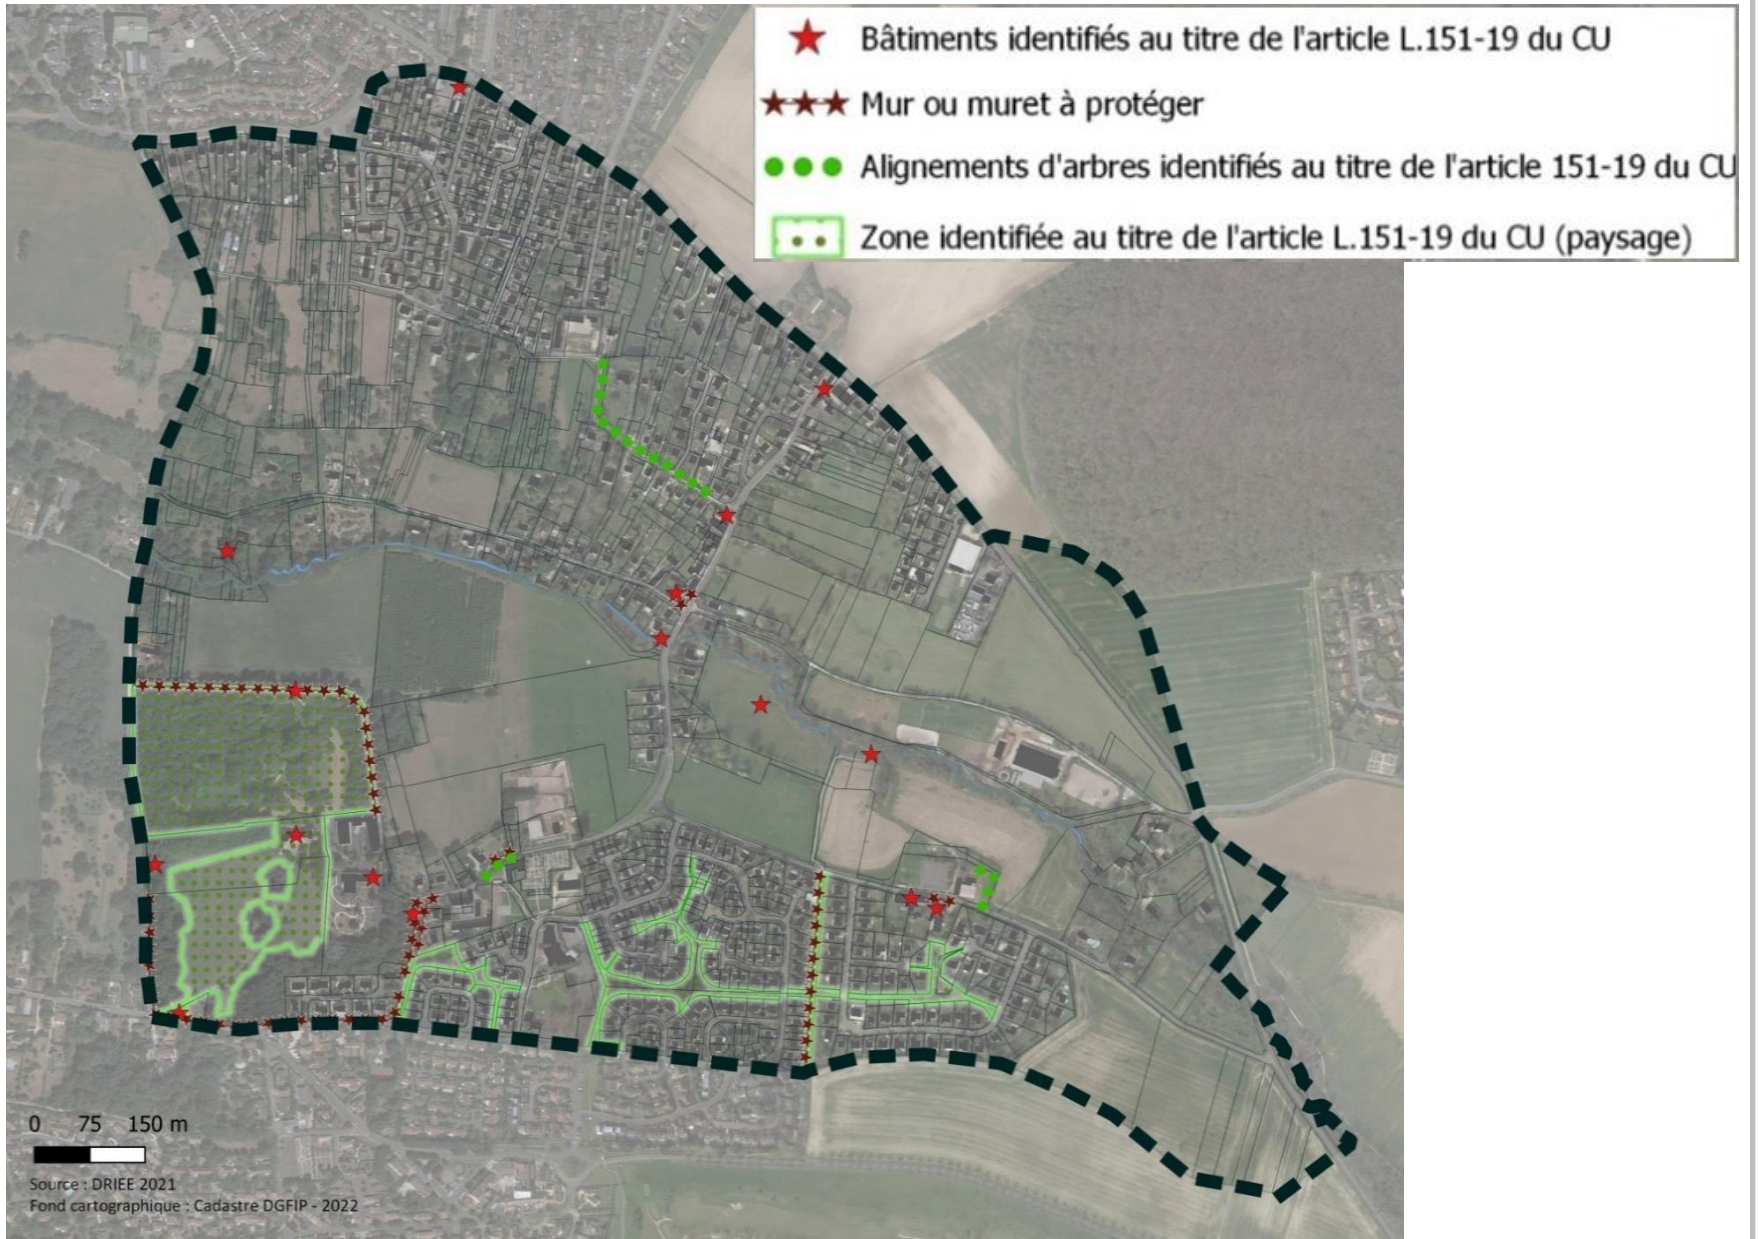 Bâtiments identifiés au titre de l'article L.151-19 du CU
Mur ou muret à protéger
Alignements d'arbres identifiés au titre de l'article 151-19 du CU
Zone identifiée au titre de l'article L.151-19 du CU (paysage)
0 75 150 m
Source : DRIEE 2021
Fond cartographique : Cadastre DGFIP - 2022